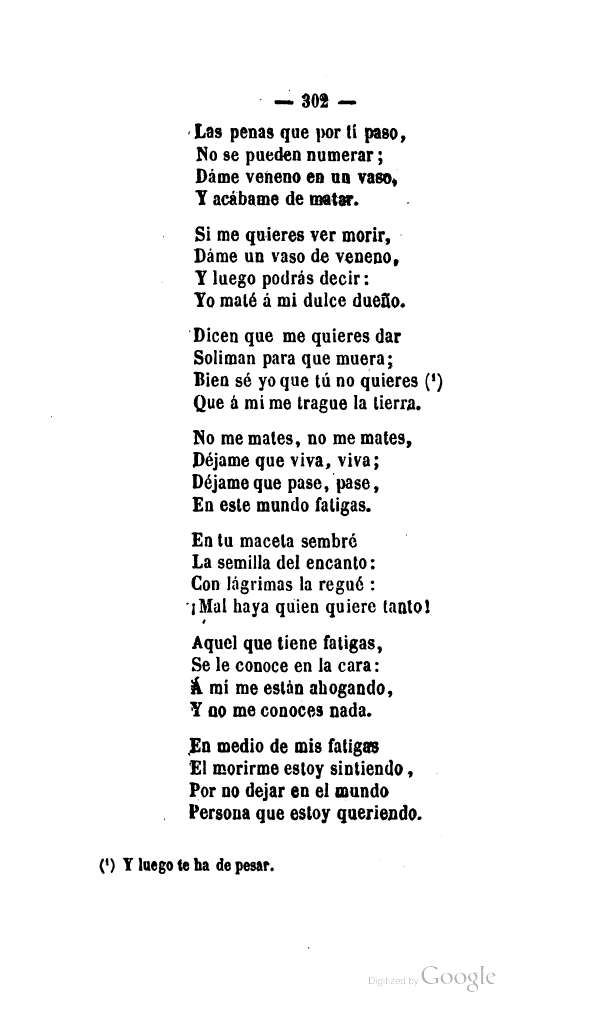 — 302 —
Las penas que por tí paso,
No se pueden numerar;
Dáme veneno en un vaso,
Y acábame de matar.
Si me quieres ver morir,
Dáme un vaso de veneno,
Y luego podrás decir:
Yo maté á mi dulce dueño.
Dicen que me quieres dar
Soliman para que muera;
Bien sé yo que tú no quieres (¹)
Que á mi me trague la tierra.
No me mates, no me mates,
Déjame que viva, viva;
Déjame que pase, pase,
En este mundo fatigas.
En tu maceta sembré
La semilla del encanto:
Con lágrimas la regué :
¡Mal haya quien quiere tanto!
Aquel que tiene fatigas,
Se le conoce en la cara:
Á mi me están ahogando,
Y no me conoces nada.
En medio de mis fatigas
El morirme estoy sintiendo,
Por no dejar en el mundo
Persona que estoy queriendo.
(¹) Y luego te ha de pesar.
Digitized by Google